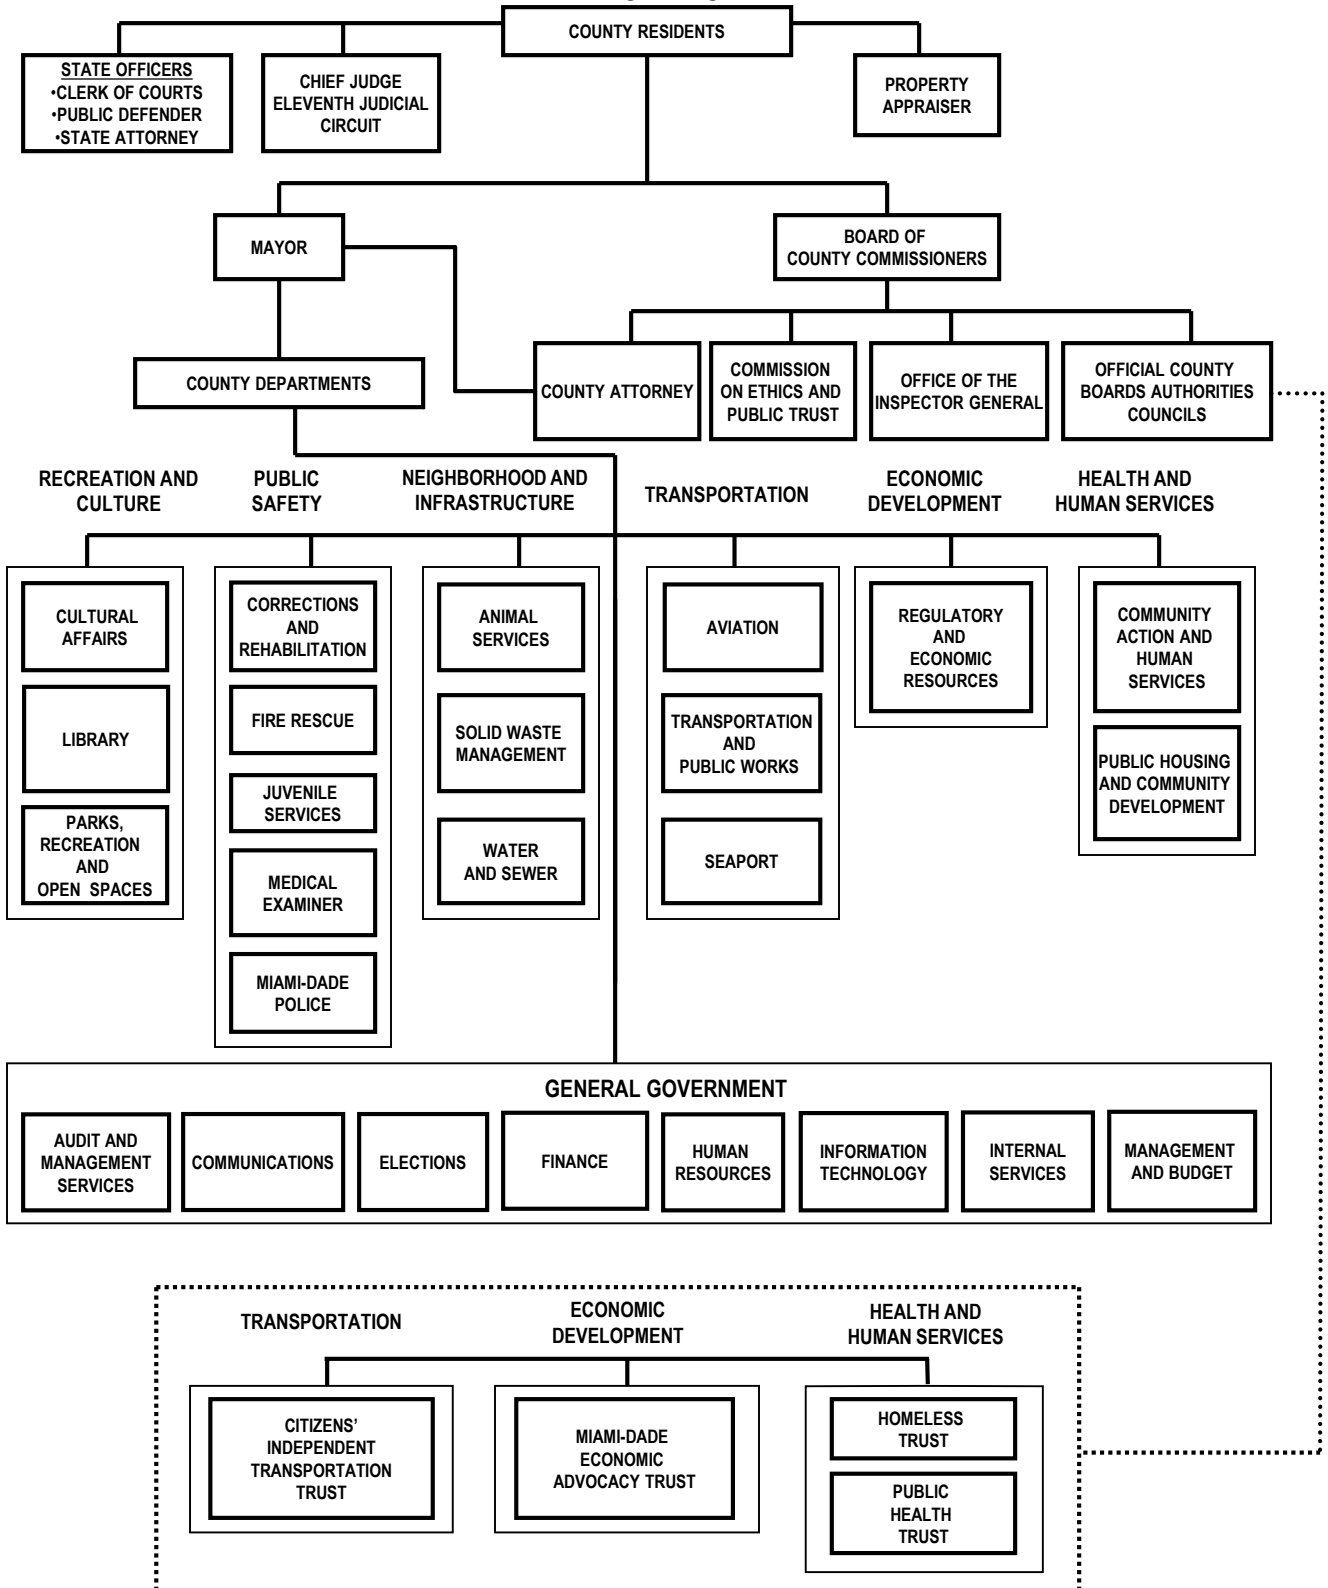 COUNTY RESIDENTS
STATE OFFICERS
•CLERK OF COURTS
•PUBLIC DEFENDER
•STATE ATTORNEY
CHIEF JUDGE
ELEVENTH JUDICIAL
CIRCUIT
PROPERTY
APPRAISER
MAYOR
BOARD OF
COUNTY COMMISSIONERS
COUNTY DEPARTMENTS
COUNTY ATTORNEY
COMMISSION
ON ETHICS AND
PUBLIC TRUST
OFFICE OF THE
INSPECTOR GENERAL
OFFICIAL COUNTY
BOARDS AUTHORITIES
COUNCILS
RECREATION AND
CULTURE
PUBLIC
SAFETY
NEIGHBORHOOD AND
INFRASTRUCTURE
TRANSPORTATION
ECONOMIC
DEVELOPMENT
HEALTH AND
HUMAN SERVICES
CULTURAL
AFFAIRS
LIBRARY
PARKS,
RECREATION
AND
OPEN SPACES
CORRECTIONS
AND
REHABILITATION
FIRE RESCUE
JUVENILE
SERVICES
MEDICAL
EXAMINER
MIAMI-DADE
POLICE
ANIMAL
SERVICES
SOLID WASTE
MANAGEMENT
WATER
AND SEWER
AVIATION
TRANSPORTATION
AND
PUBLIC WORKS
SEAPORT
REGULATORY
AND
ECONOMIC
RESOURCES
COMMUNITY
ACTION AND
HUMAN
SERVICES
PUBLIC HOUSING
AND COMMUNITY
DEVELOPMENT
GENERAL GOVERNMENT
AUDIT AND
MANAGEMENT
SERVICES
COMMUNICATIONS
ELECTIONS
FINANCE
HUMAN
RESOURCES
INFORMATION
TECHNOLOGY
INTERNAL
SERVICES
MANAGEMENT
AND BUDGET
TRANSPORTATION
ECONOMIC
DEVELOPMENT
HEALTH AND
HUMAN SERVICES
CITIZENS'
INDEPENDENT
TRANSPORTATION
TRUST
MIAMI-DADE
ECONOMIC
ADVOCACY TRUST
HOMELESS
TRUST
PUBLIC
HEALTH
TRUST